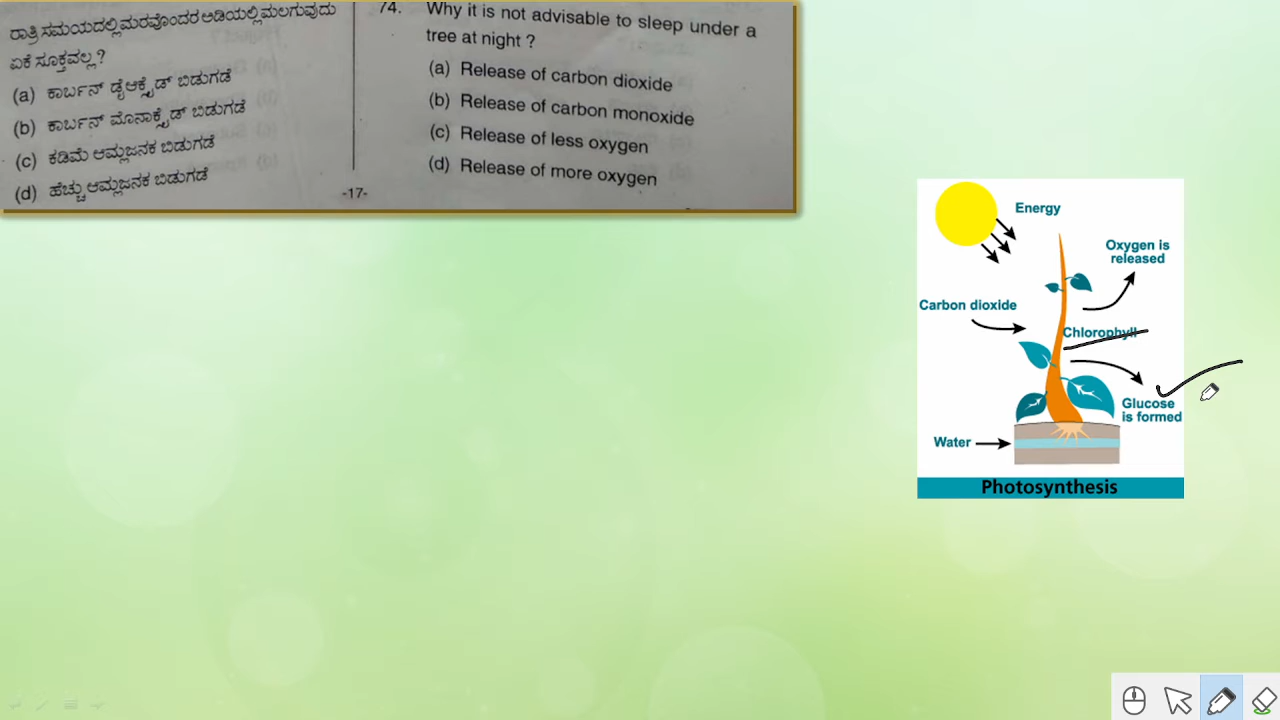 ರಾತ್ರಿ ಸಮಯದಲ್ಲಿ ಮರವೊಂದರ ಅಡಿಯಲ್ಲಿ ಮಲಗುವುದು
ಏಕೆ ಸೂಕ್ತವಲ್ಲ ?
(a) ಕಾರ್ಬನ್ ಡೈಆಕ್ಸೈಡ್ ಬಿಡುಗಡೆ
(b) ಕಾರ್ಬನ್ ಮೊನಾಕ್ಸೈಡ್ ಬಿಡುಗಡೆ
(c) ಕಡಿಮೆ ಆಮ್ಲಜನಕ ಬಿಡುಗಡೆ
(d) ಹೆಚ್ಚು ಆಮ್ಲಜನಕ ಬಿಡುಗಡೆ
74. Why it is not advisable to sleep under a
tree at night ?
(a) Release of carbon dioxide
(b) Release of carbon monoxide
(c) Release of less oxygen
(d) Release of more oxygen
-17-
Energy
Oxygen is
released
Carbon dioxide
Chlorophyll
Glucose
is formed
Water
Photosynthesis